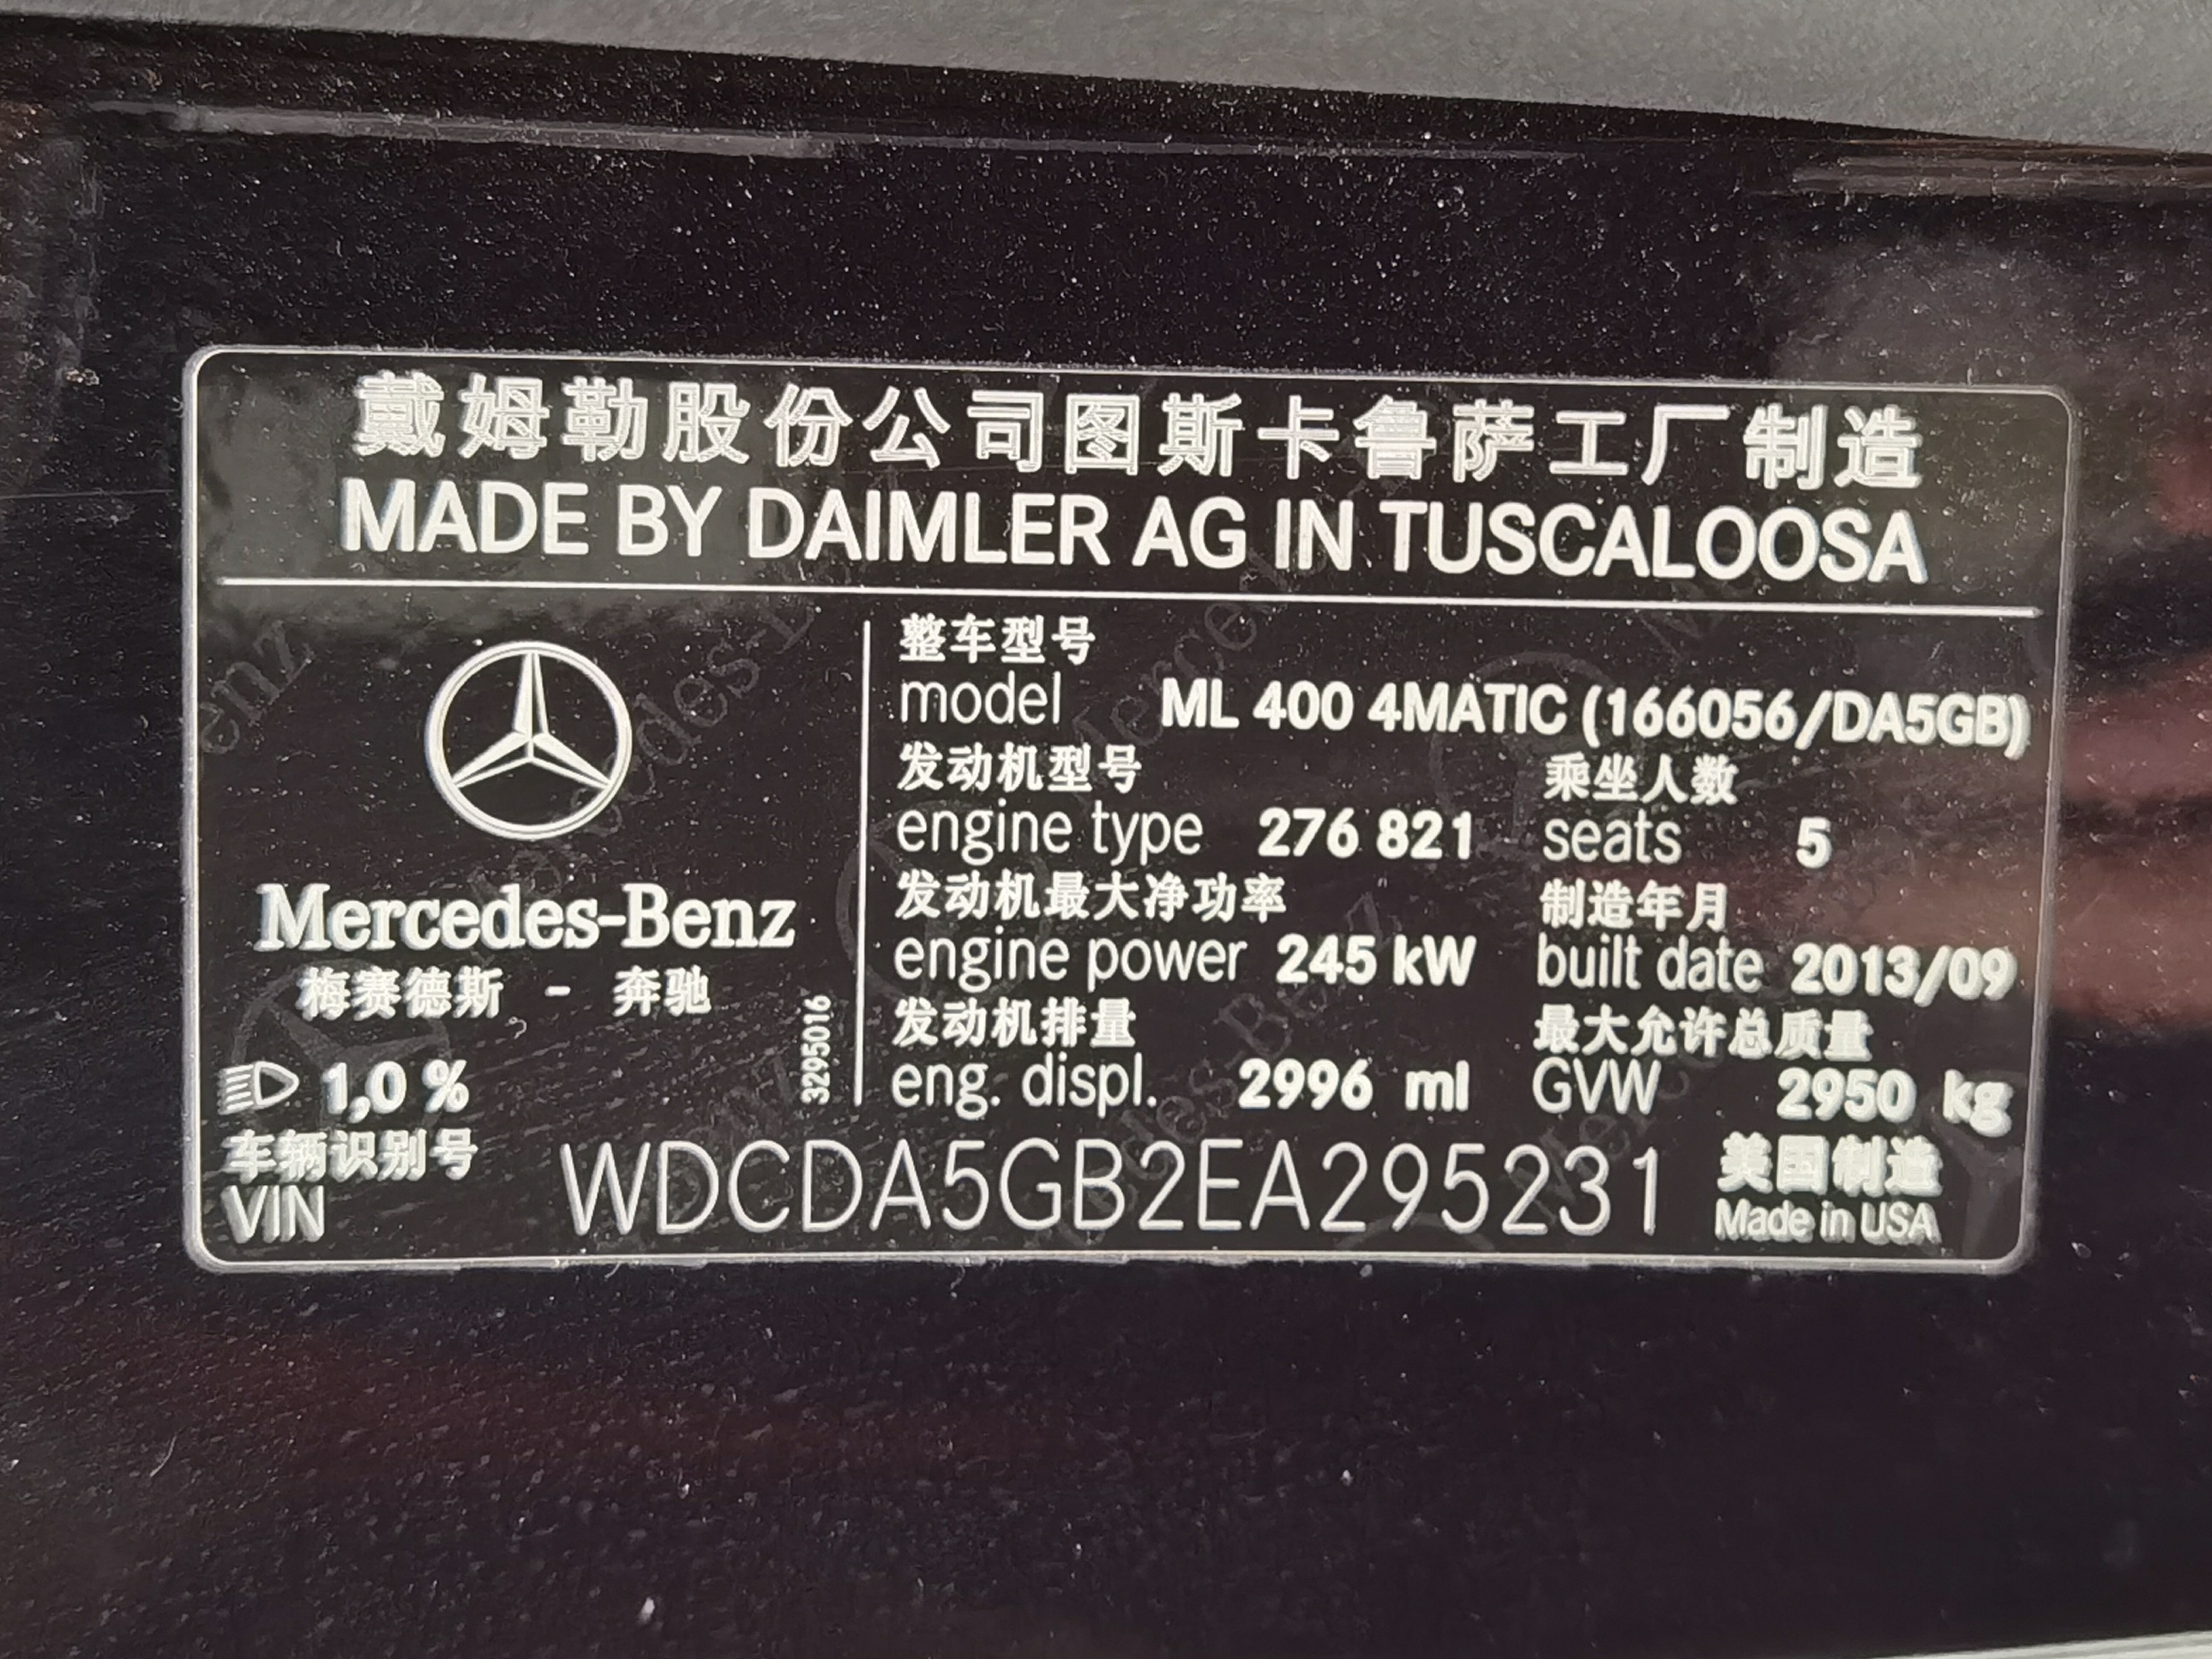 戴姆勒股份公司图斯卡鲁萨工厂制造
MADE BY DAIMLER AG IN TUSCALOOSA
Mercedes-Benz
梅赛德斯 - 奔驰
1,0 %
3295016
整车型号
model ML 400 4MATIC (166056/DA5GB)
发动机型号 乘坐人数
engine type 276 821 seats 5
发动机最大净功率 制造年月
engine power 245 kW built date 2013/09
发动机排量 最大允许总质量
eng. displ. 2996 ml GVW 2950 kg
车辆识别号 美国制造
VIN WDCDA5GB2EA295231 Made in USA